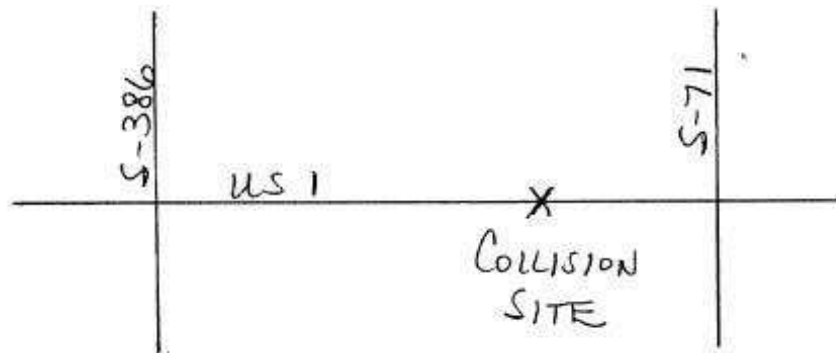 S-386
S-71
US 1
X
COLLISION
SITE